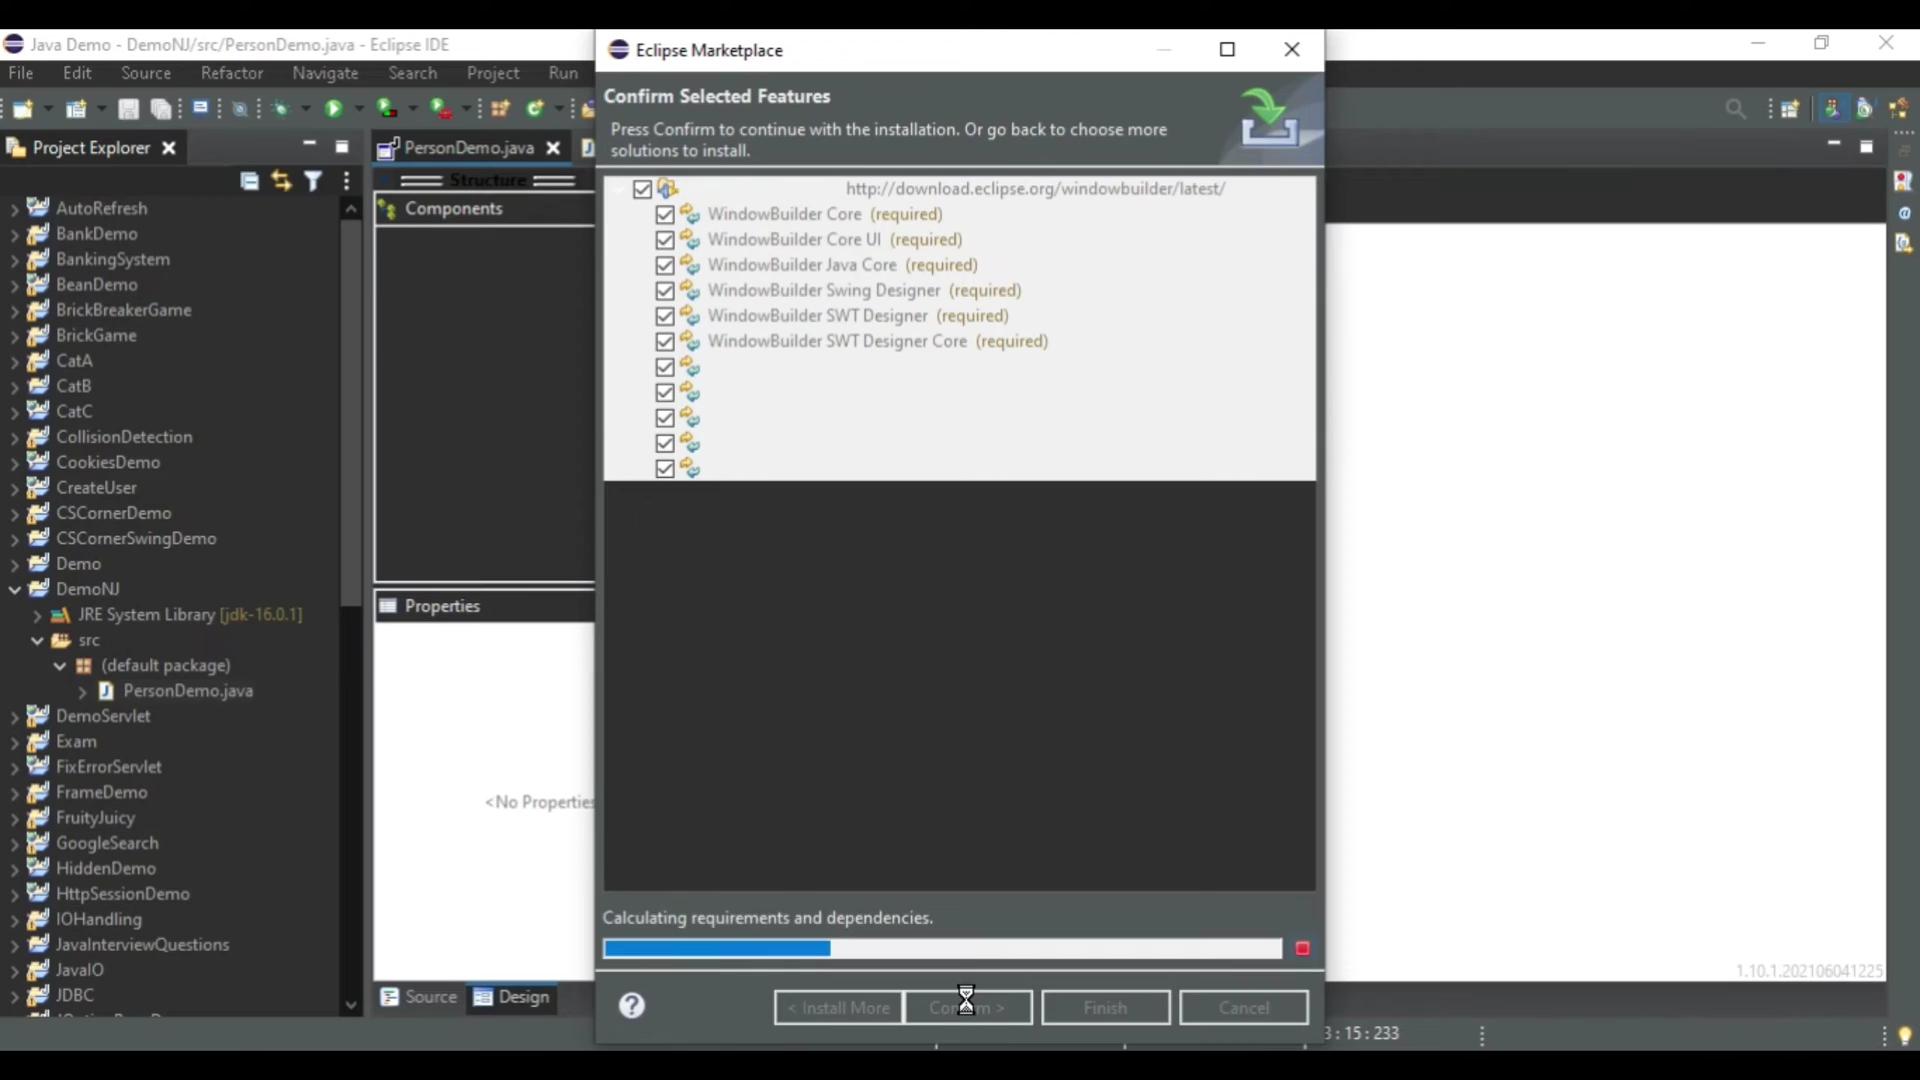 Java Demo - DemoNJ/src/PersonDemo.java - Eclipse IDE
File Edit Source Refactor Navigate Search Project Run
Project Explorer
AutoRefresh
BankDemo
BankingSystem
BeanDemo
BrickBreakerGame
BrickGame
CatA
CatB
CatC
CollisionDetection
CookiesDemo
CreateUser
CSCornerDemo
CSCornerSwingDemo
Demo
DemoNJ
JRE System Library [jdk-16.0.1]
src
(default package)
PersonDemo.java
DemoServlet
Exam
FixErrorServlet
FrameDemo
FruityJuicy
GoogleSearch
HiddenDemo
HttpSessionDemo
IOHandling
JavaInterviewQuestions
JavaIO
JDBC
PersonDemo.java
Structure
Components
Properties
<No Properties
Source Design
Eclipse Marketplace
Confirm Selected Features
Press Confirm to continue with the installation. Or go back to choose more
solutions to install.
http://download.eclipse.org/windowbuilder/latest/
WindowBuilder Core (required)
WindowBuilder Core UI (required)
WindowBuilder Java Core (required)
WindowBuilder Swing Designer (required)
WindowBuilder SWT Designer (required)
WindowBuilder SWT Designer Core (required)
Calculating requirements and dependencies.
< Install More Finish Cancel
1.10.1.202106041225
3 : 15 : 233